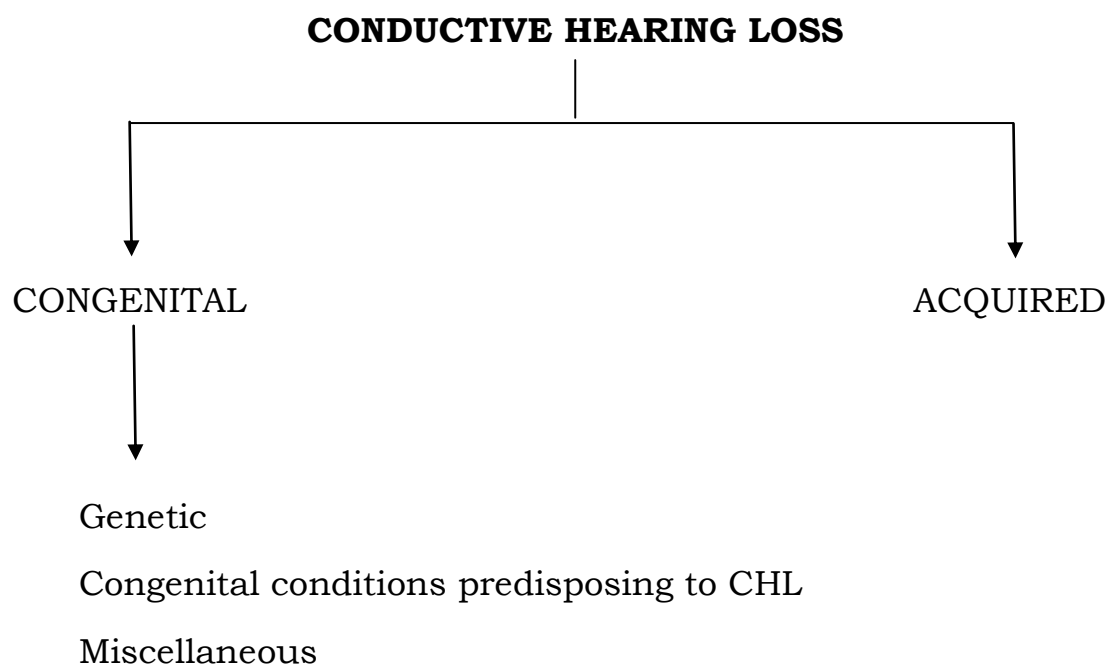 CONDUCTIVE HEARING LOSS
CONGENITAL
ACQUIRED
Genetic
Congenital conditions predisposing to CHL
Miscellaneous